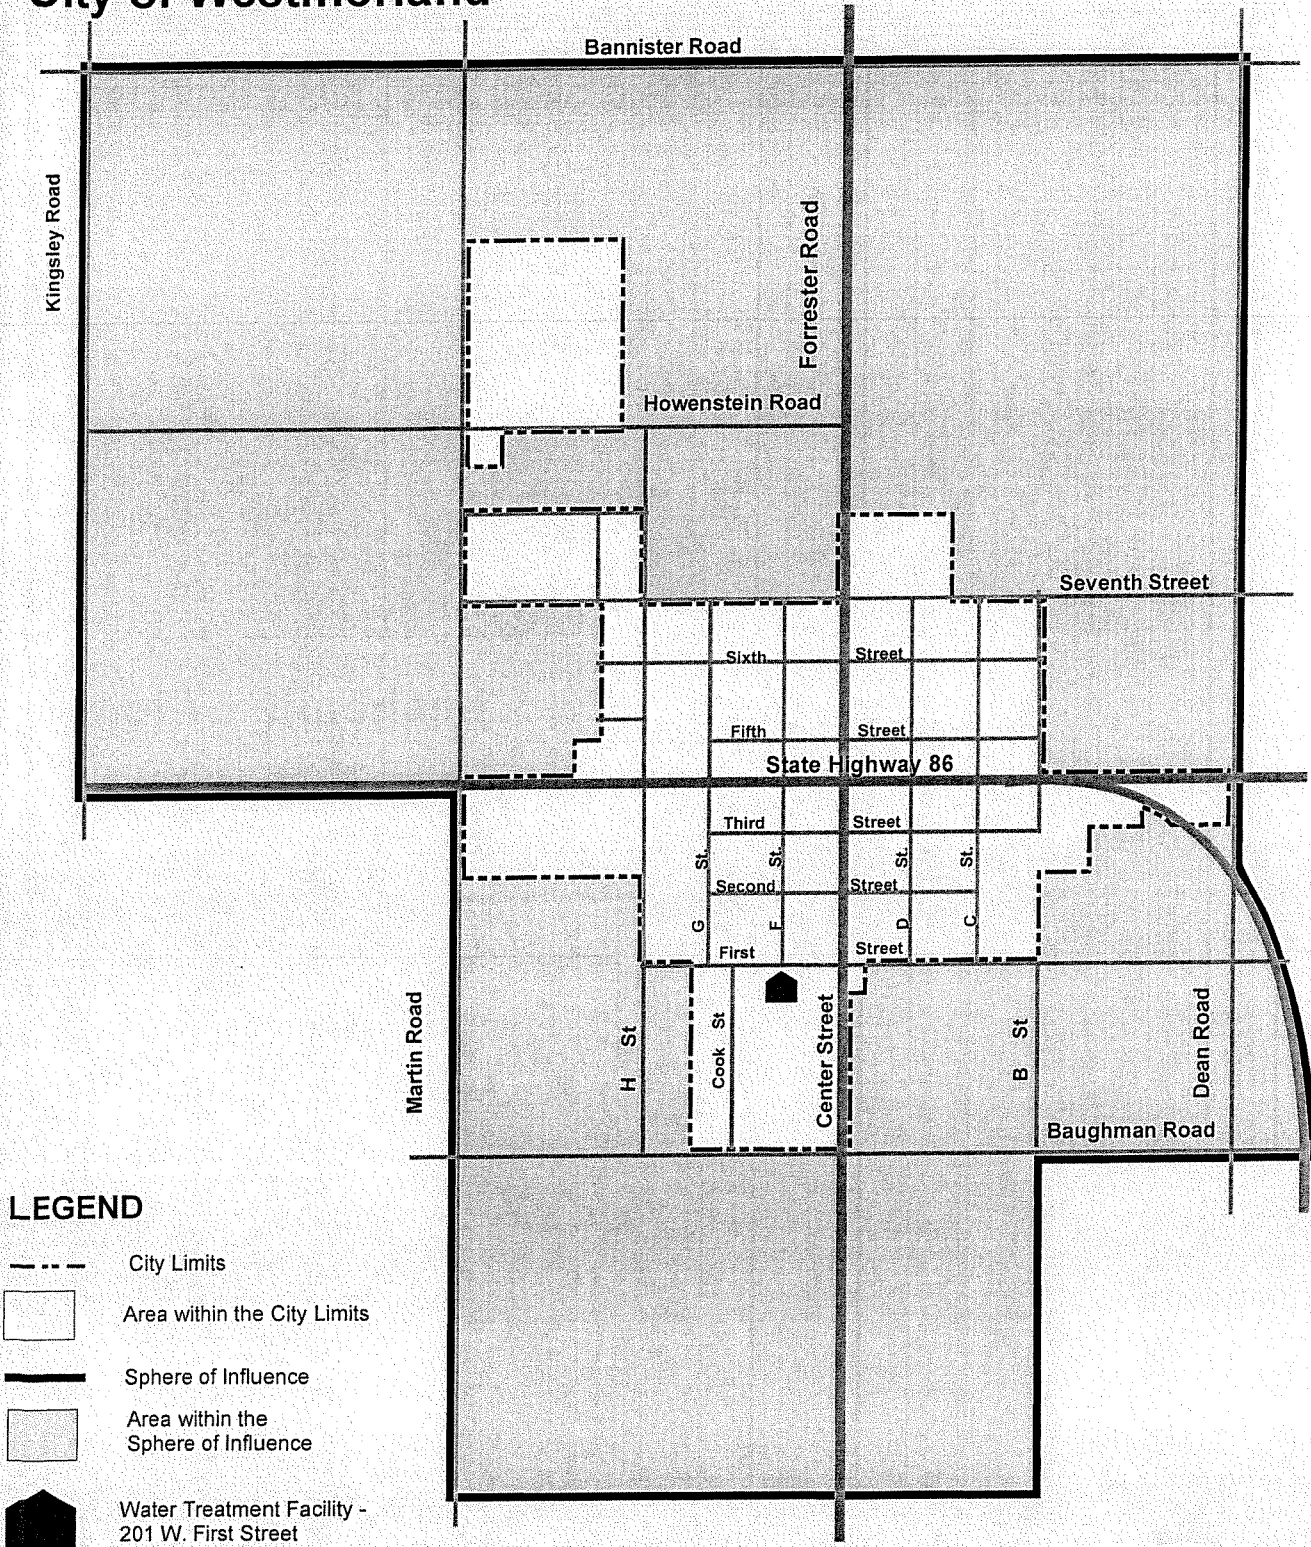 City of Westmorland
Bannister Road
Kingsley Road
Forrester Road
Howenstein Road
Seventh Street
Sixth Street
Fifth Street
State Highway 86
Third Street
G St.
F St.
D St.
C St.
Second Street
First Street
Martin Road
H St
Cook St
Center Street
B St
Dean Road
Baughman Road
LEGEND
City Limits
Area within the City Limits
Sphere of Influence
Area within the
Sphere of Influence
Water Treatment Facility -
201 W. First Street